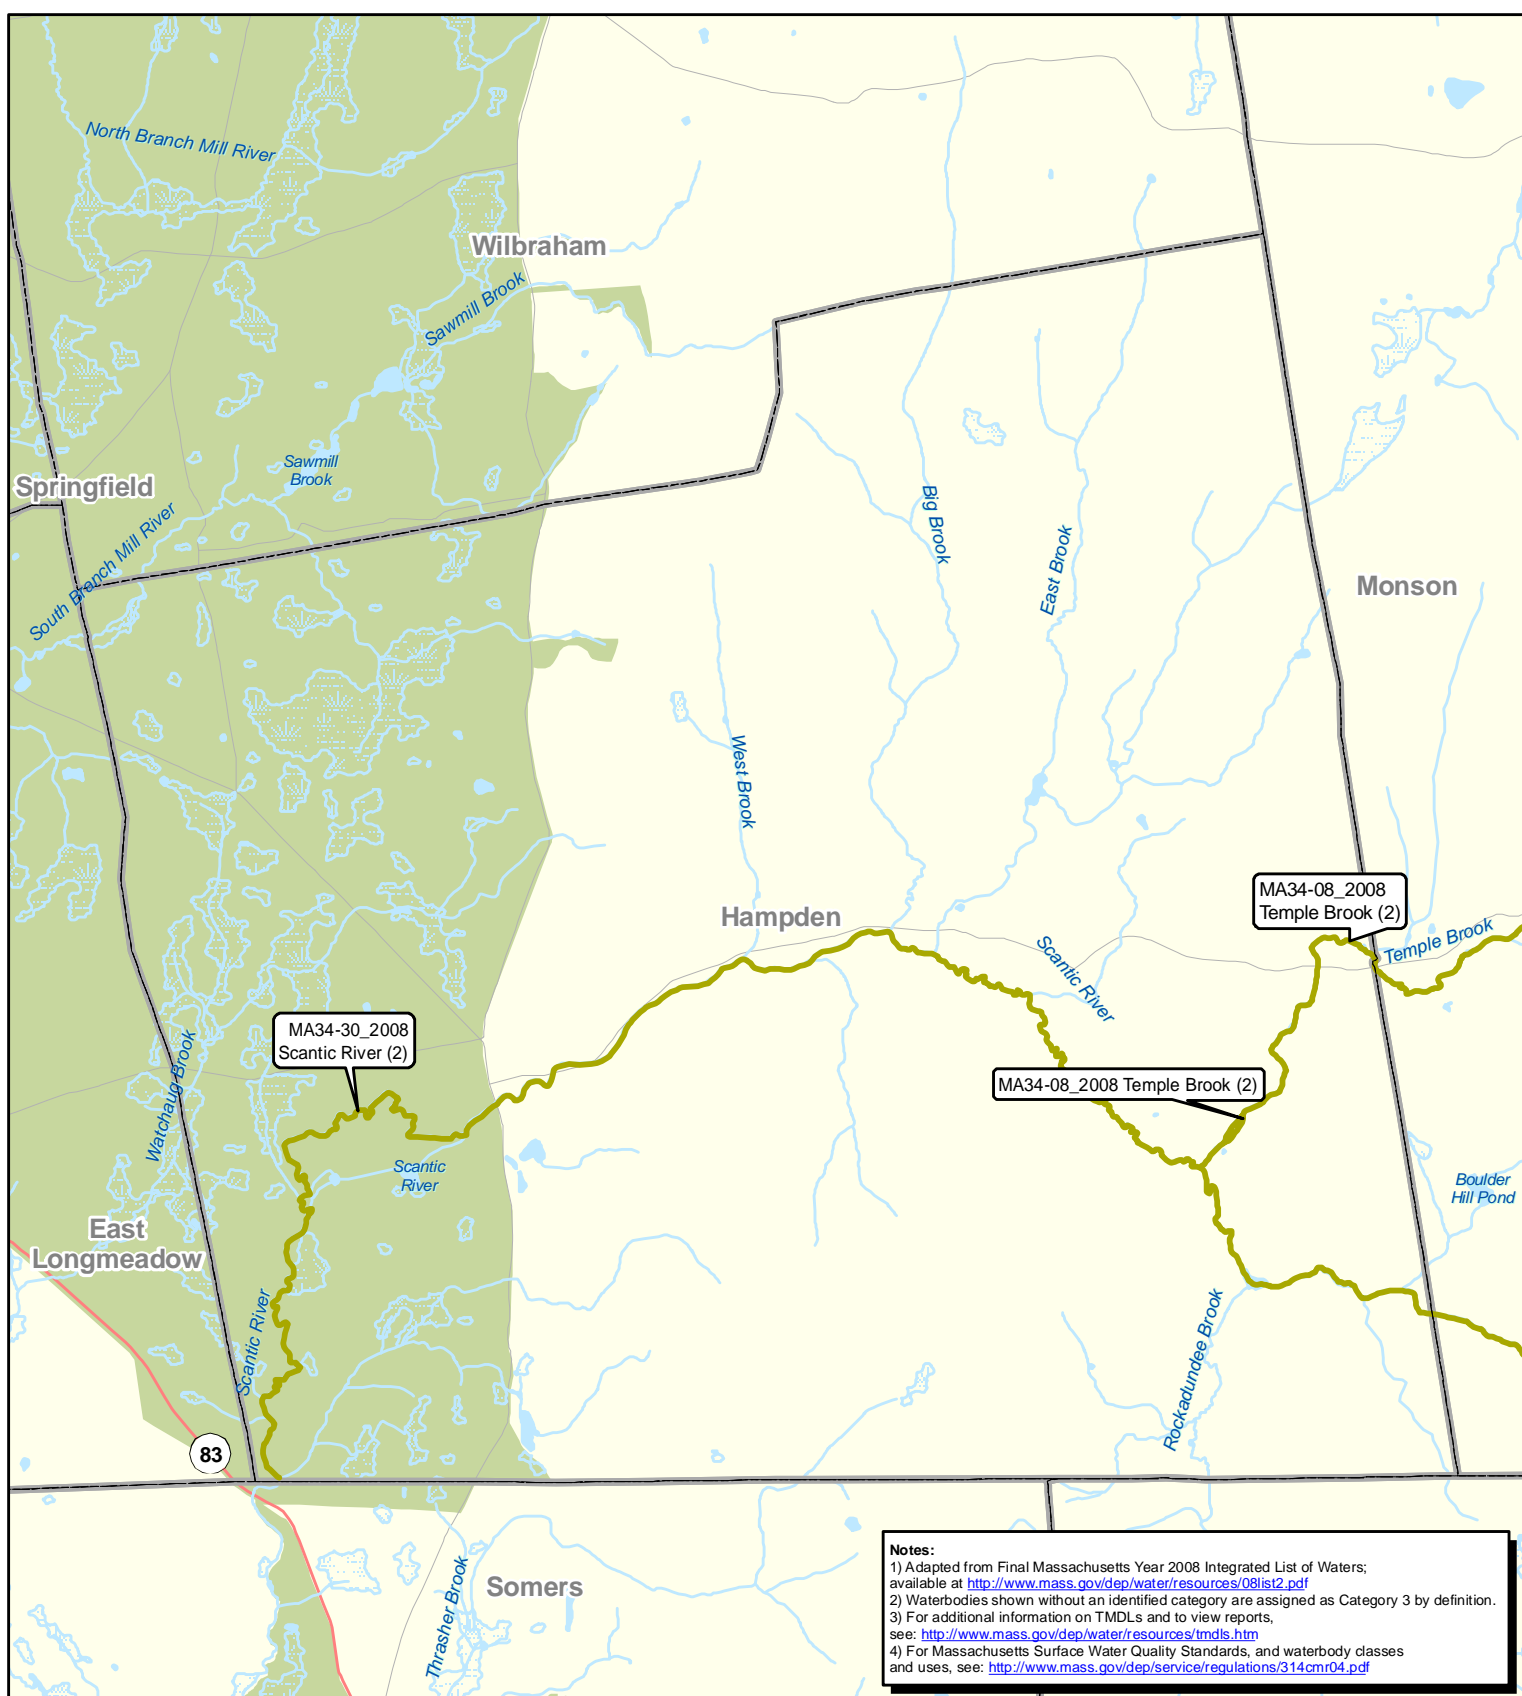 North Branch Mill River
Wilbraham
Sawmill Brook
Sawmill
Brook
Springfield
South Branch Mill River
Big Brook
East Brook
Monson
West Brook
MA34-08_2008
Temple Brook (2)
Hampden
Temple Brook
Scantic River
MA34-30_2008
Scantic River (2)
Watchaug Brook
MA34-08_2008 Temple Brook (2)
Scantic
River
Boulder
Hill Pond
East
Longmeadow
Scantic River
Rockadundee Brook
83
Thrasher Brook
Somers
Notes:
1) Adapted from Final Massachusetts Year 2008 Integrated List of Waters;
available at http://www.mass.gov/dep/water/resources/08list2.pdf
2) Waterbodies shown without an identified category are assigned as Category 3 by definition.
3) For additional information on TMDLs and to view reports,
see: http://www.mass.gov/dep/water/resources/tmdls.htm
4) For Massachusetts Surface Water Quality Standards, and waterbody classes
and uses, see: http://www.mass.gov/dep/service/regulations/314cmr04.pdf